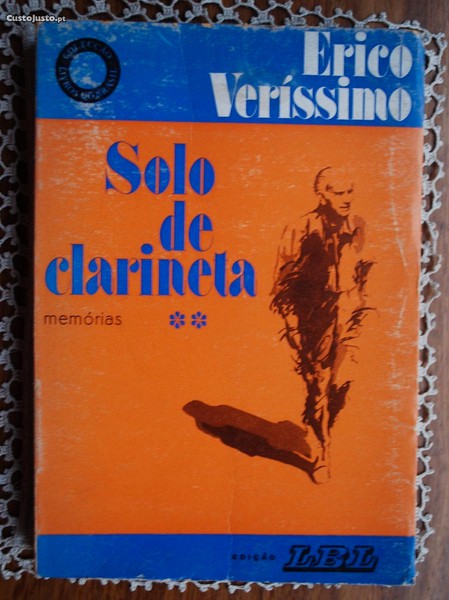 CustoJusto.pt
Erico
Veríssimo
Solo
de
clarineta
memórias **
EDIÇÃO LBL